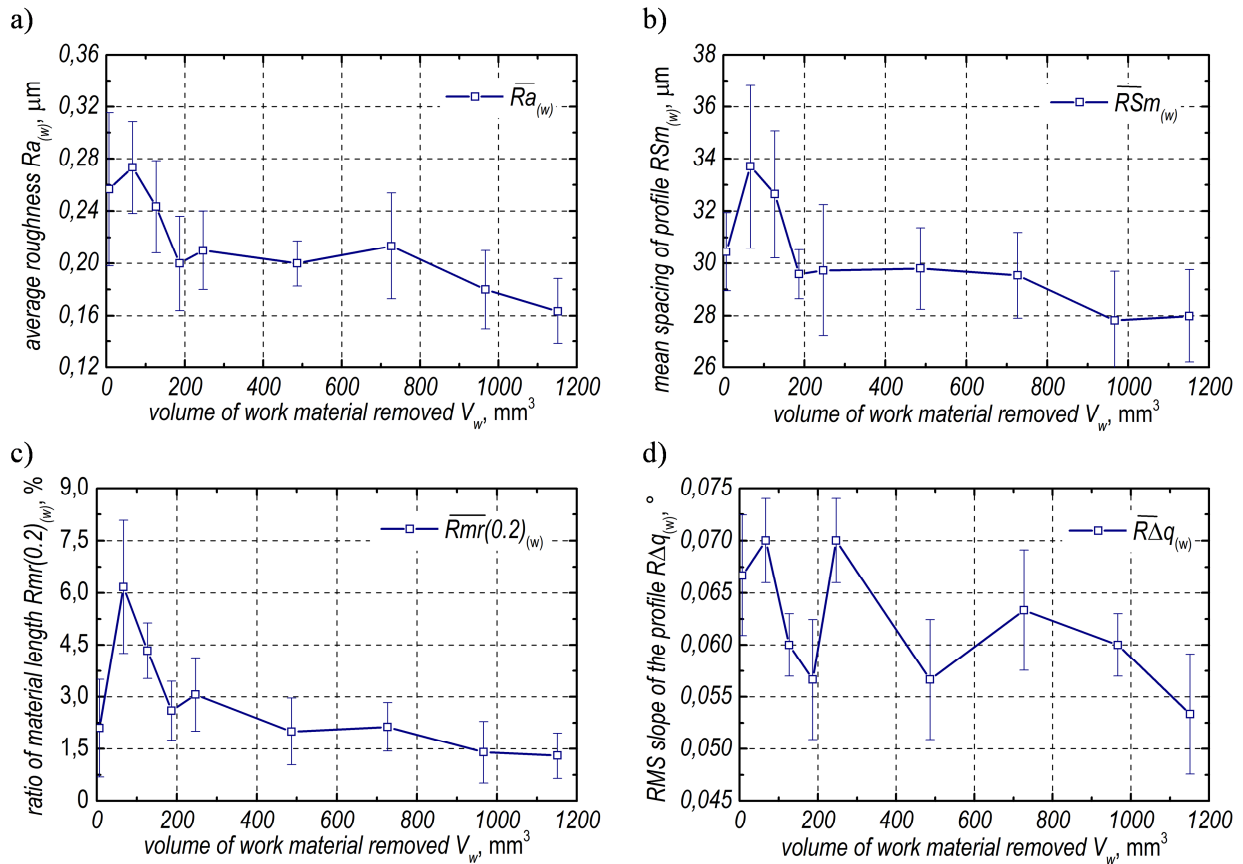 a)
0,36
0,32
0,28
0,24
0,20
0,16
0,12
average roughness Ra(w), μm
R̅a̅(w)
0 200 400 600 800 1000 1200
volume of work material removed Vw, mm³
b)
38
36
34
32
30
28
26
mean spacing of profile RSm(w), μm
R̅S̅m(w)
0 200 400 600 800 1000 1200
volume of work material removed Vw, mm³
c)
9,0
7,5
6,0
4,5
3,0
1,5
0
ratio of material length Rmr(0.2)(w), %
R̅m̅r̅(0.2)(w)
0 200 400 600 800 1000 1200
volume of work material removed Vw, mm³
d)
0,075
0,070
0,065
0,060
0,055
0,050
0,045
RMS slope of the profile RΔq(w), °
R̅Δq(w)
0 200 400 600 800 1000 1200
volume of work material removed Vw, mm³